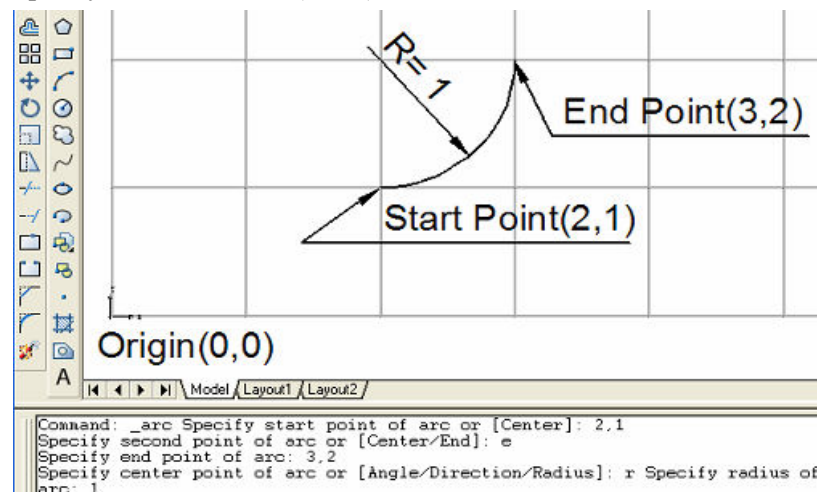 R= 1
End Point(3,2)
Start Point(2,1)
Origin(0,0)
A
Model Layout1 Layout2
Command: _arc Specify start point of arc or [Center]: 2,1
Specify second point of arc or [Center/End]: e
Specify end point of arc: 3,2
Specify center point of arc or [Angle/Direction/Radius]: r Specify radius of
arc: 1